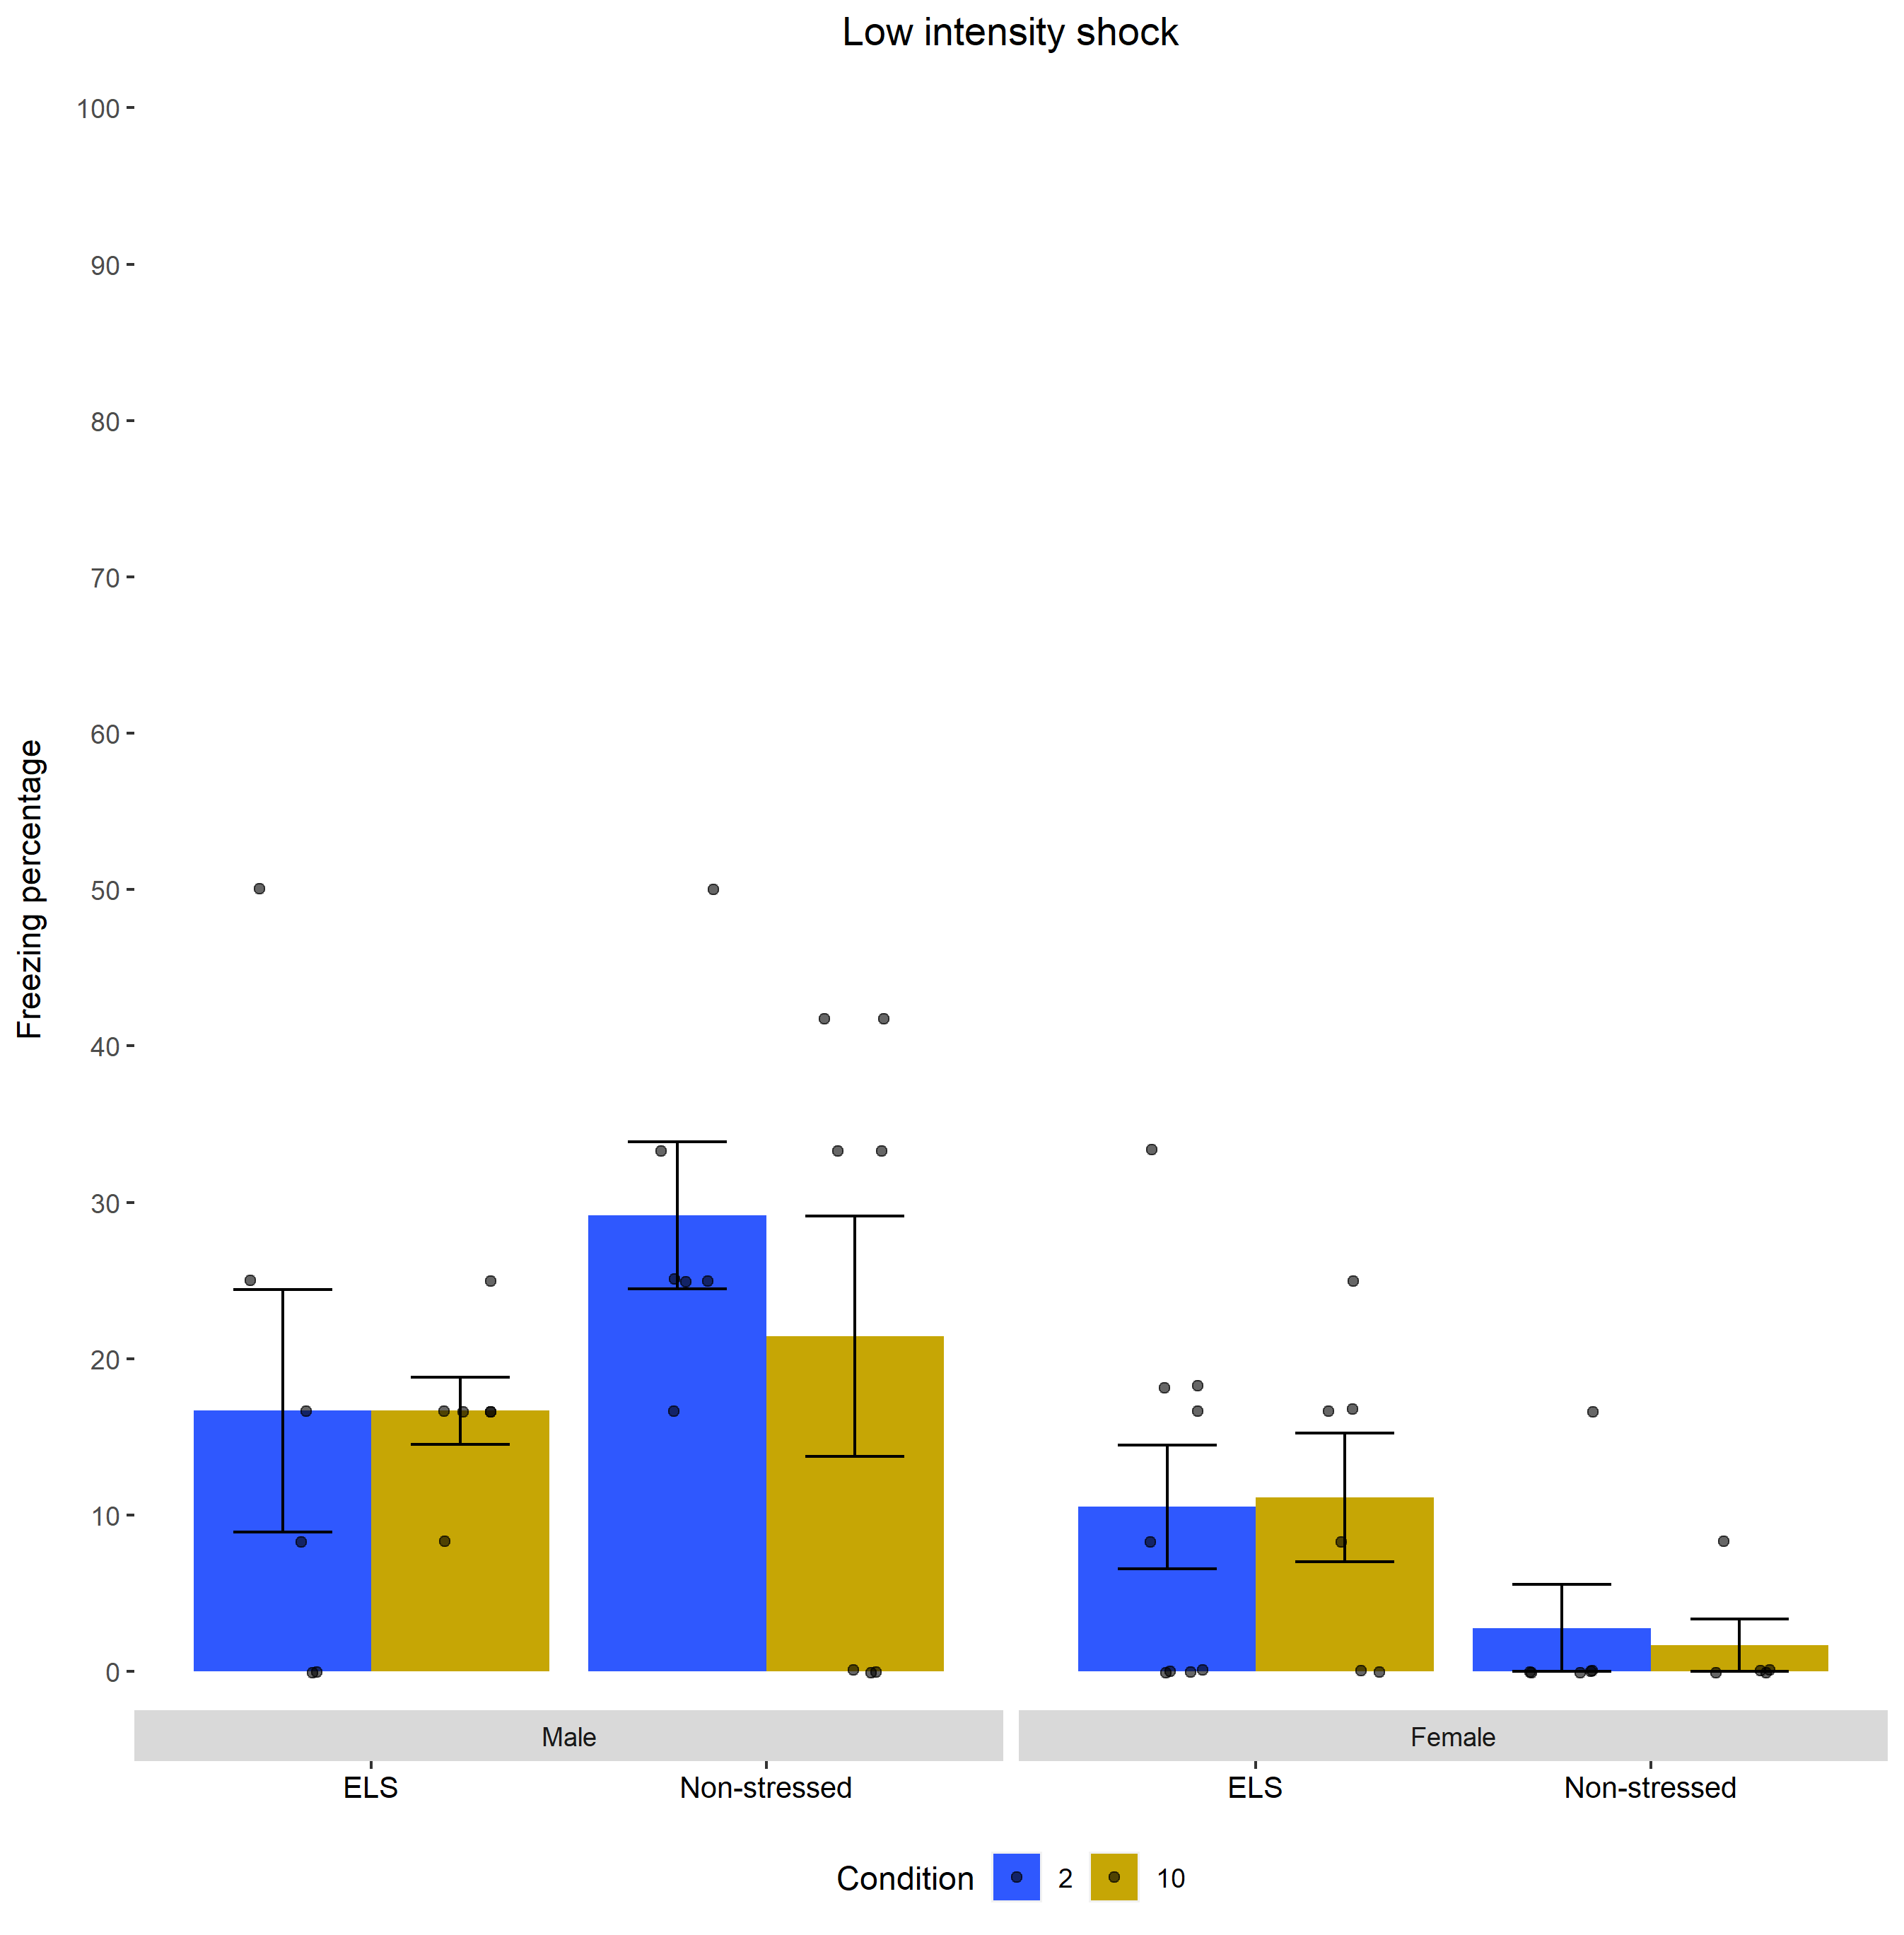 Low intensity shock
Freezing percentage
100
90
80
70
60
50
40
30
20
10
0
Male
Female
ELS
Non-stressed
ELS
Non-stressed
Condition 2 10